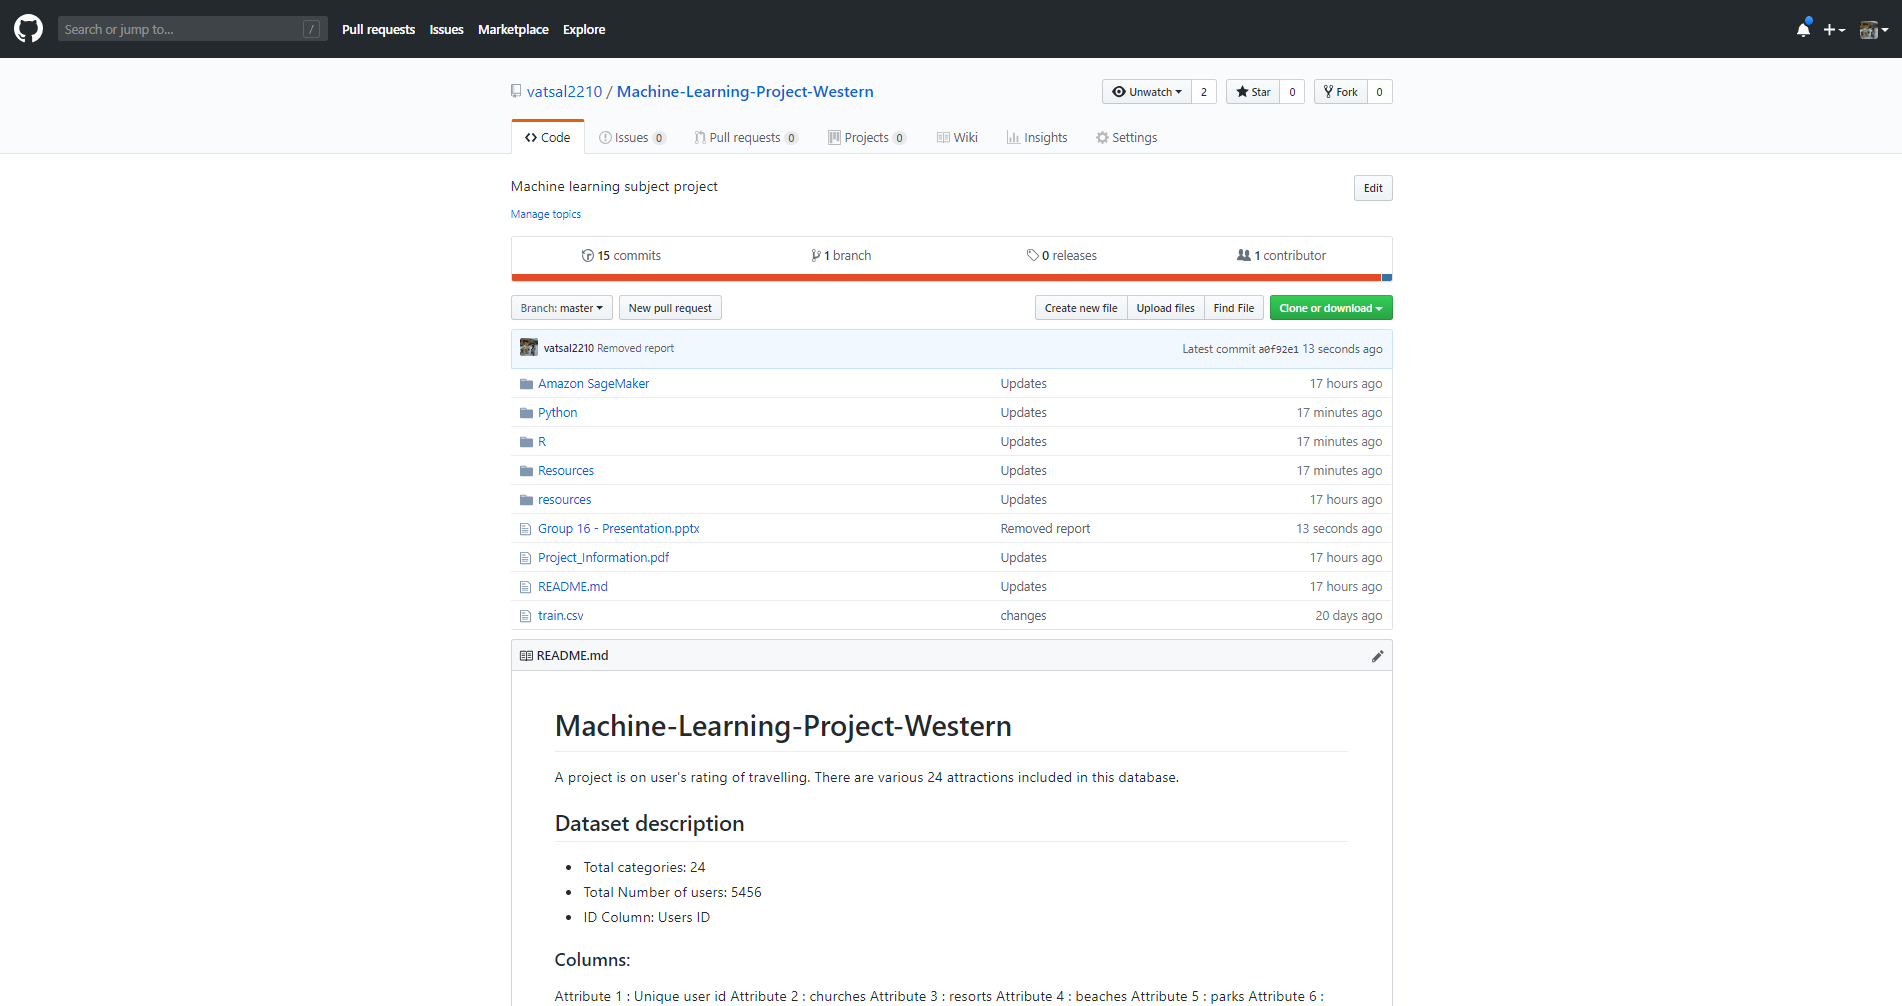 Search or jump to... / Pull requests Issues Marketplace Explore
vatsal2210 / Machine-Learning-Project-Western Unwatch 2 Star 0 Fork 0
Code Issues 0 Pull requests 0 Projects 0 Wiki Insights Settings
Machine learning subject project Edit
Manage topics
15 commits 1 branch 0 releases 1 contributor
Branch: master New pull request Create new file Upload files Find File Clone or download
vatsal2210 Removed report Latest commit a0f92e1 13 seconds ago
Amazon SageMaker Updates 17 hours ago
Python Updates 17 minutes ago
R Updates 17 minutes ago
Resources Updates 17 minutes ago
resources Updates 17 hours ago
Group 16 - Presentation.pptx Removed report 13 seconds ago
Project_Information.pdf Updates 17 hours ago
README.md Updates 17 hours ago
train.csv changes 20 days ago
README.md
Machine-Learning-Project-Western
A project is on user's rating of travelling. There are various 24 attractions included in this database.
Dataset description
• Total categories: 24
• Total Number of users: 5456
• ID Column: Users ID
Columns:
Attribute 1 : Unique user id Attribute 2 : churches Attribute 3 : resorts Attribute 4 : beaches Attribute 5 : parks Attribute 6 :